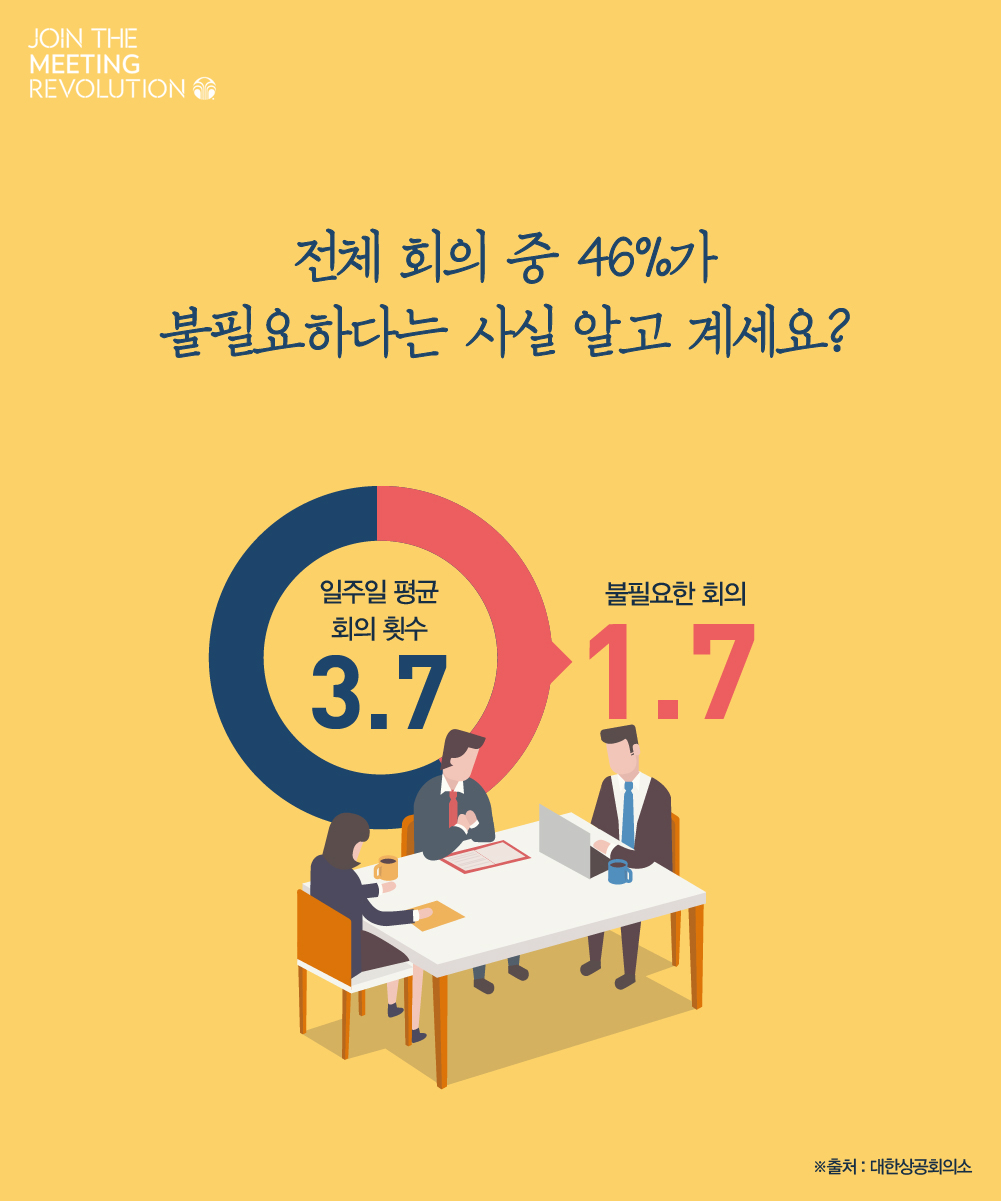 JOIN THE
MEETING
REVOLUTION
전체 회의 중 46%가
불필요하다는 사실 알고 계세요?
일주일 평균
회의 횟수
3.7
불필요한 회의
1.7
※출처 : 대한상공회의소